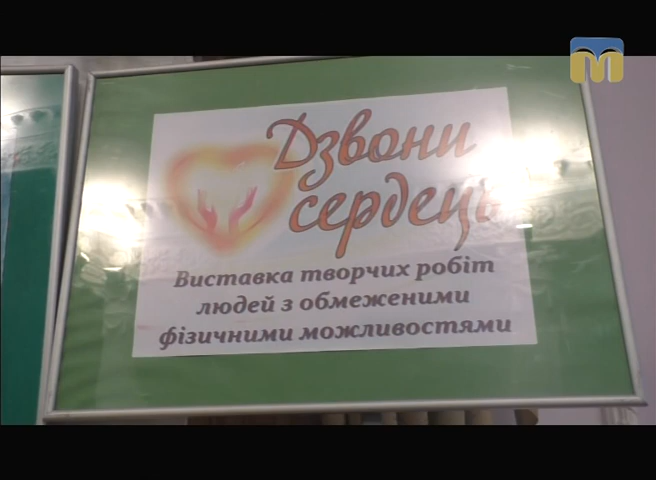 Дзвони
сердець
Виставка творчих робіт
людей з обмеженими
фізичними можливостями